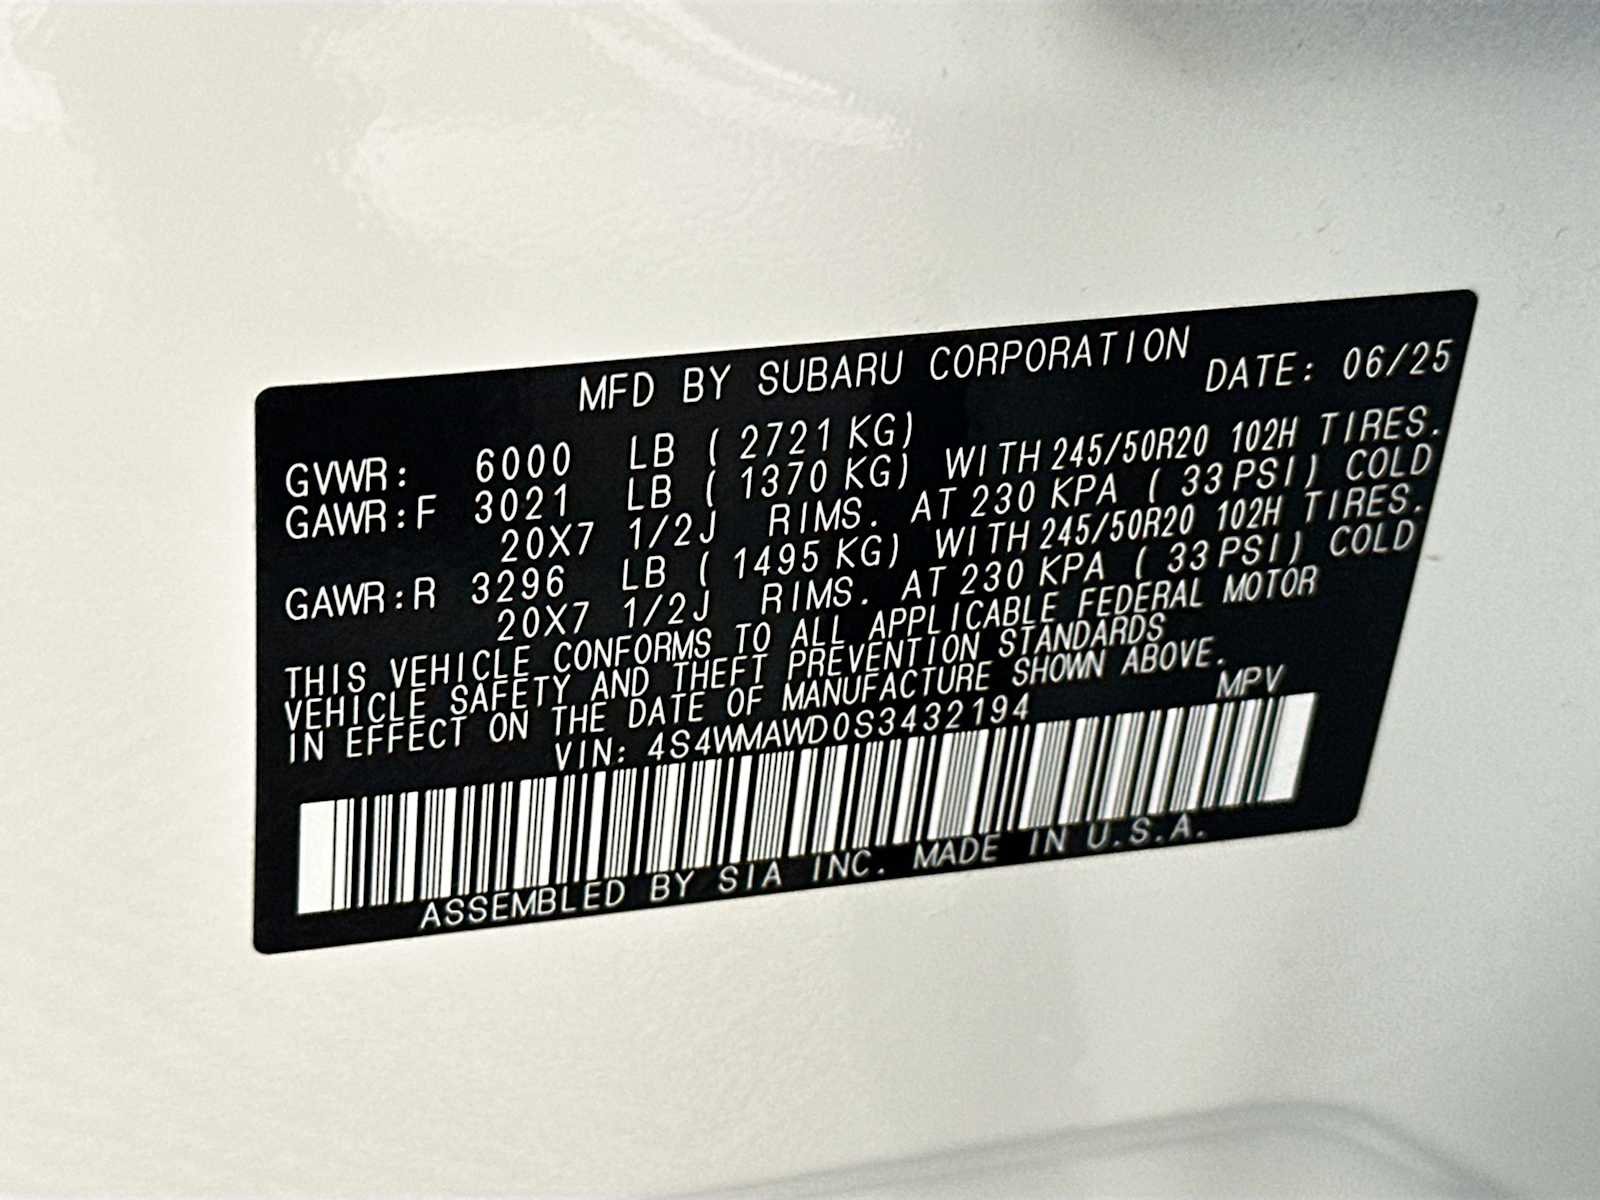 MFD BY SUBARU CORPORATION
DATE: 06/25
GVWR: 6000 LB ( 2721 KG)
GAWR:F 3021 LB ( 1370 KG) WITH 245/50R20 102H TIRES.
20X7 1/2J RIMS. AT 230 KPA ( 33 PSI) COLD
GAWR:R 3296 LB ( 1495 KG) WITH 245/50R20 102H TIRES.
20X7 1/2J RIMS. AT 230 KPA ( 33 PSI) COLD
THIS VEHICLE CONFORMS TO ALL APPLICABLE FEDERAL MOTOR
VEHICLE SAFETY AND THEFT PREVENTION STANDARDS
IN EFFECT ON THE DATE OF MANUFACTURE SHOWN ABOVE.
VIN: 4S4WMAWD0S3432194 MPV
ASSEMBLED BY SIA INC. MADE IN U.S.A.